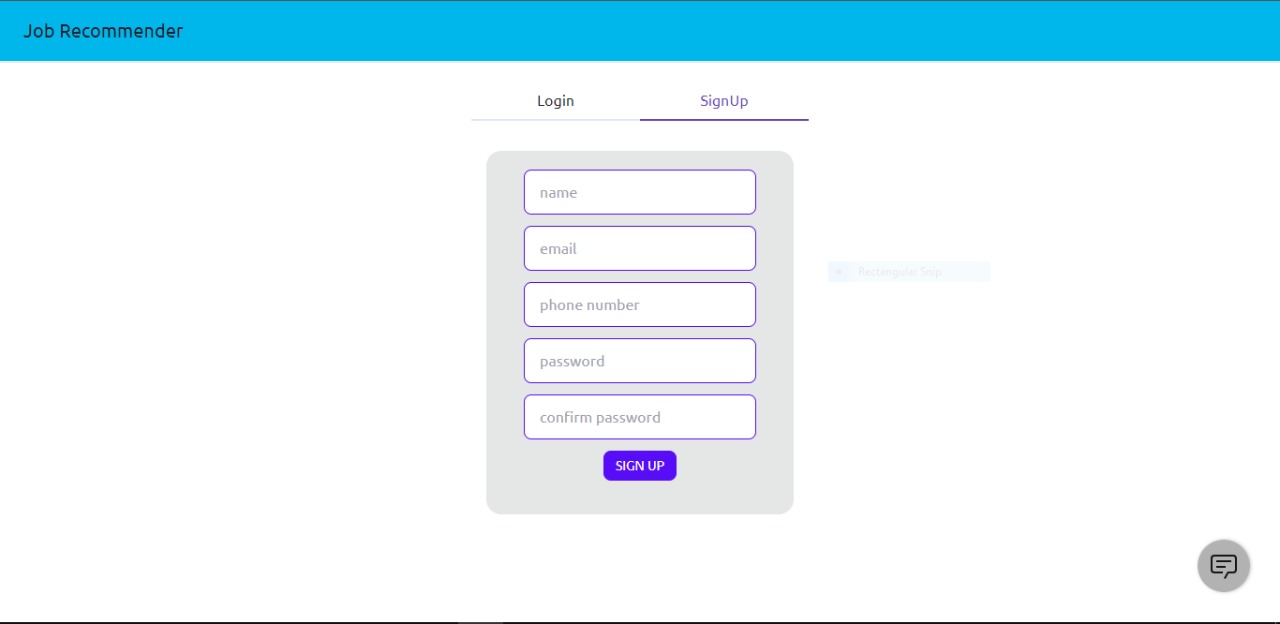 Job Recommender
Login
SignUp
name
email
phone number
password
confirm password
SIGN UP
Rectangular Snip